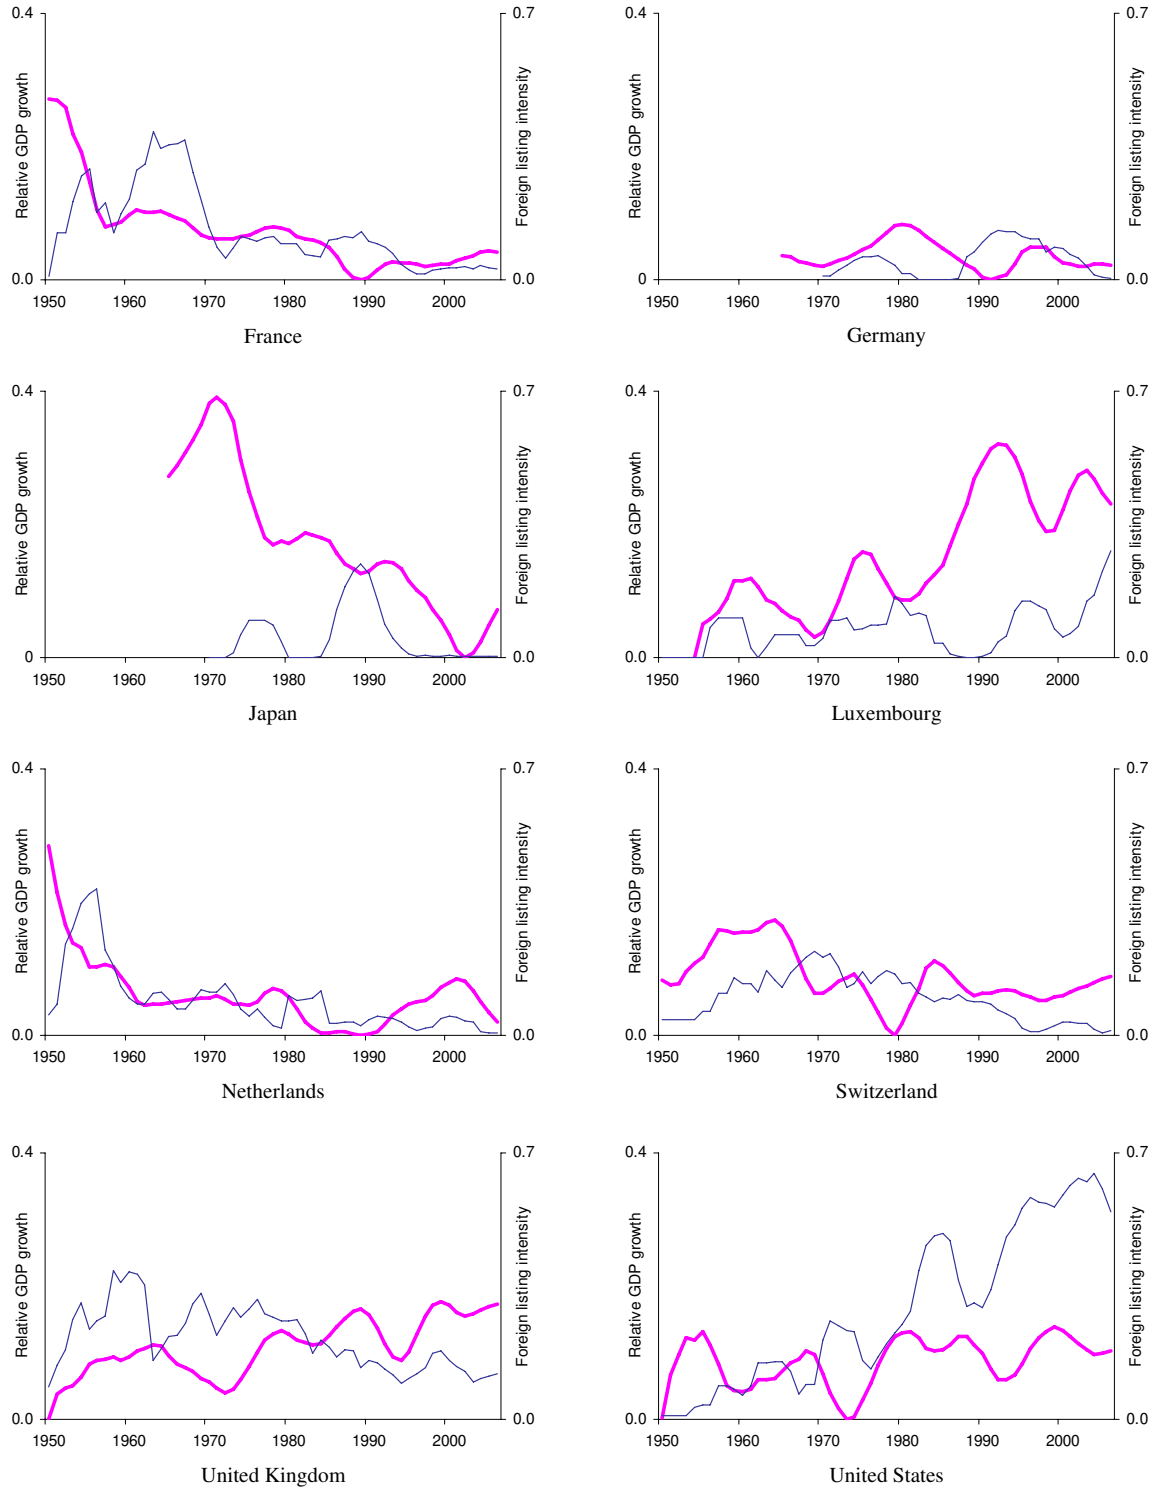 0.4 0.7 0.4 0.7
Relative GDP growth Foreign listing intensity Relative GDP growth Foreign listing intensity
0.0 0.0 0.0 0.0
1950 1960 1970 1980 1990 2000 1950 1960 1970 1980 1990 2000
France Germany
0.4 0.7 0.4 0.7
Relative GDP growth Foreign listing intensity Relative GDP growth Foreign listing intensity
0 0.0 0.0 0.0
1950 1960 1970 1980 1990 2000 1950 1960 1970 1980 1990 2000
Japan Luxembourg
0.4 0.7 0.4 0.7
Relative GDP growth Foreign listing intensity Relative GDP growth Foreign listing intensity
0.0 0.0 0.0 0.0
1950 1960 1970 1980 1990 2000 1950 1960 1970 1980 1990 2000
Netherlands Switzerland
0.4 0.7 0.4 0.7
Relative GDP growth Foreign listing intensity Relative GDP growth Foreign listing intensity
0.0 0.0 0.0 0.0
1950 1960 1970 1980 1990 2000 1950 1960 1970 1980 1990 2000
United Kingdom United States